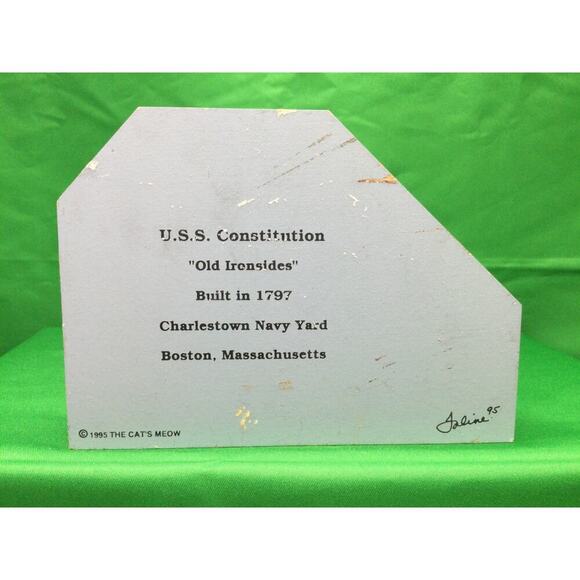 U.S.S. Constitution
"Old Ironsides"
Built in 1797
Charlestown Navy Yard
Boston, Massachusetts
© 1995 THE CAT'S MEOW
Faline 95